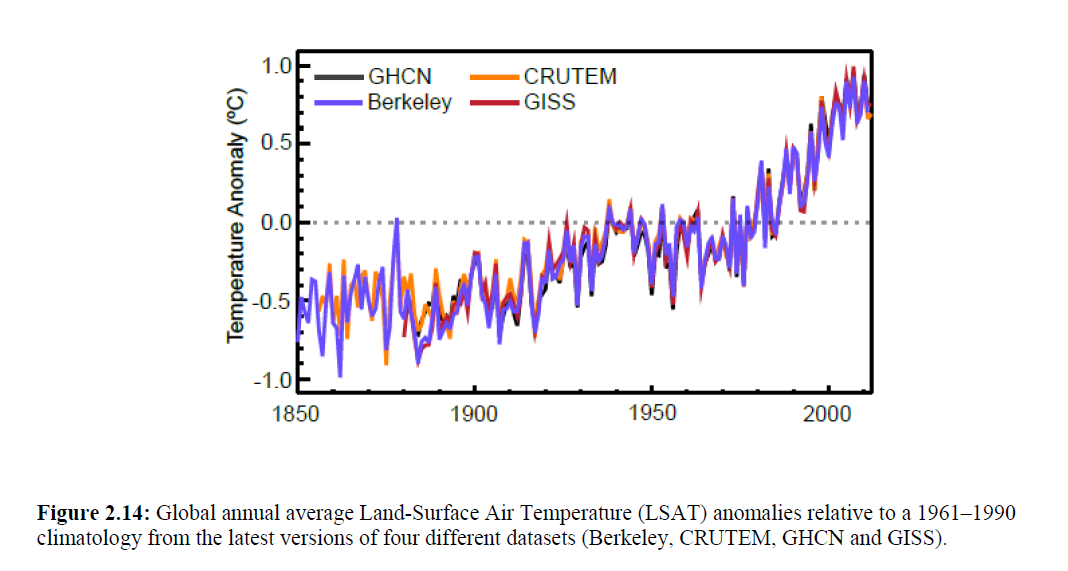 1.0
GHCN
CRUTEM
Berkeley
GISS
0.5
0.0
-0.5
-1.0
Temperature Anomaly (ºC)
1850
1900
1950
2000
Figure 2.14: Global annual average Land-Surface Air Temperature (LSAT) anomalies relative to a 1961–1990
climatology from the latest versions of four different datasets (Berkeley, CRUTEM, GHCN and GISS).